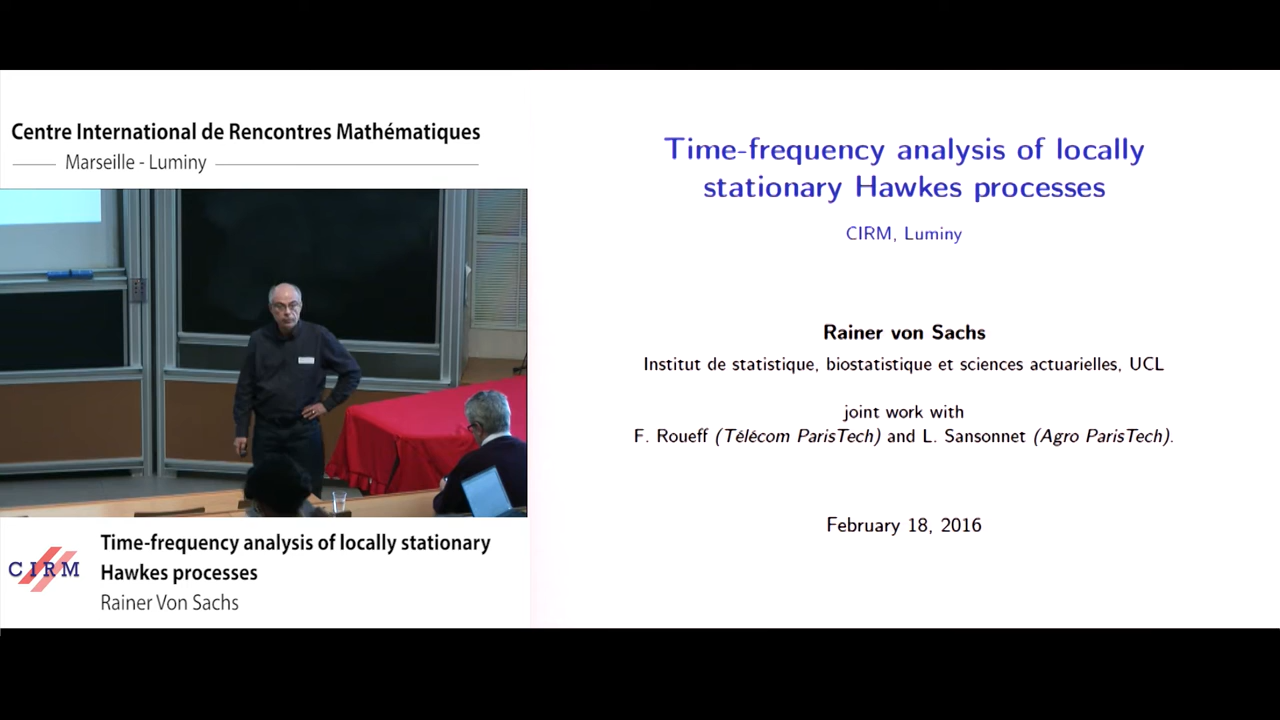 Centre International de Rencontres Mathématiques
Marseille - Luminy
CIRM
Time-frequency analysis of locally stationary
Hawkes processes
Rainer Von Sachs
Time-frequency analysis of locally
stationary Hawkes processes
CIRM, Luminy
Rainer von Sachs
Institut de statistique, biostatistique et sciences actuarielles, UCL
joint work with
F. Roueff (Télécom ParisTech) and L. Sansonnet (Agro ParisTech).
February 18, 2016